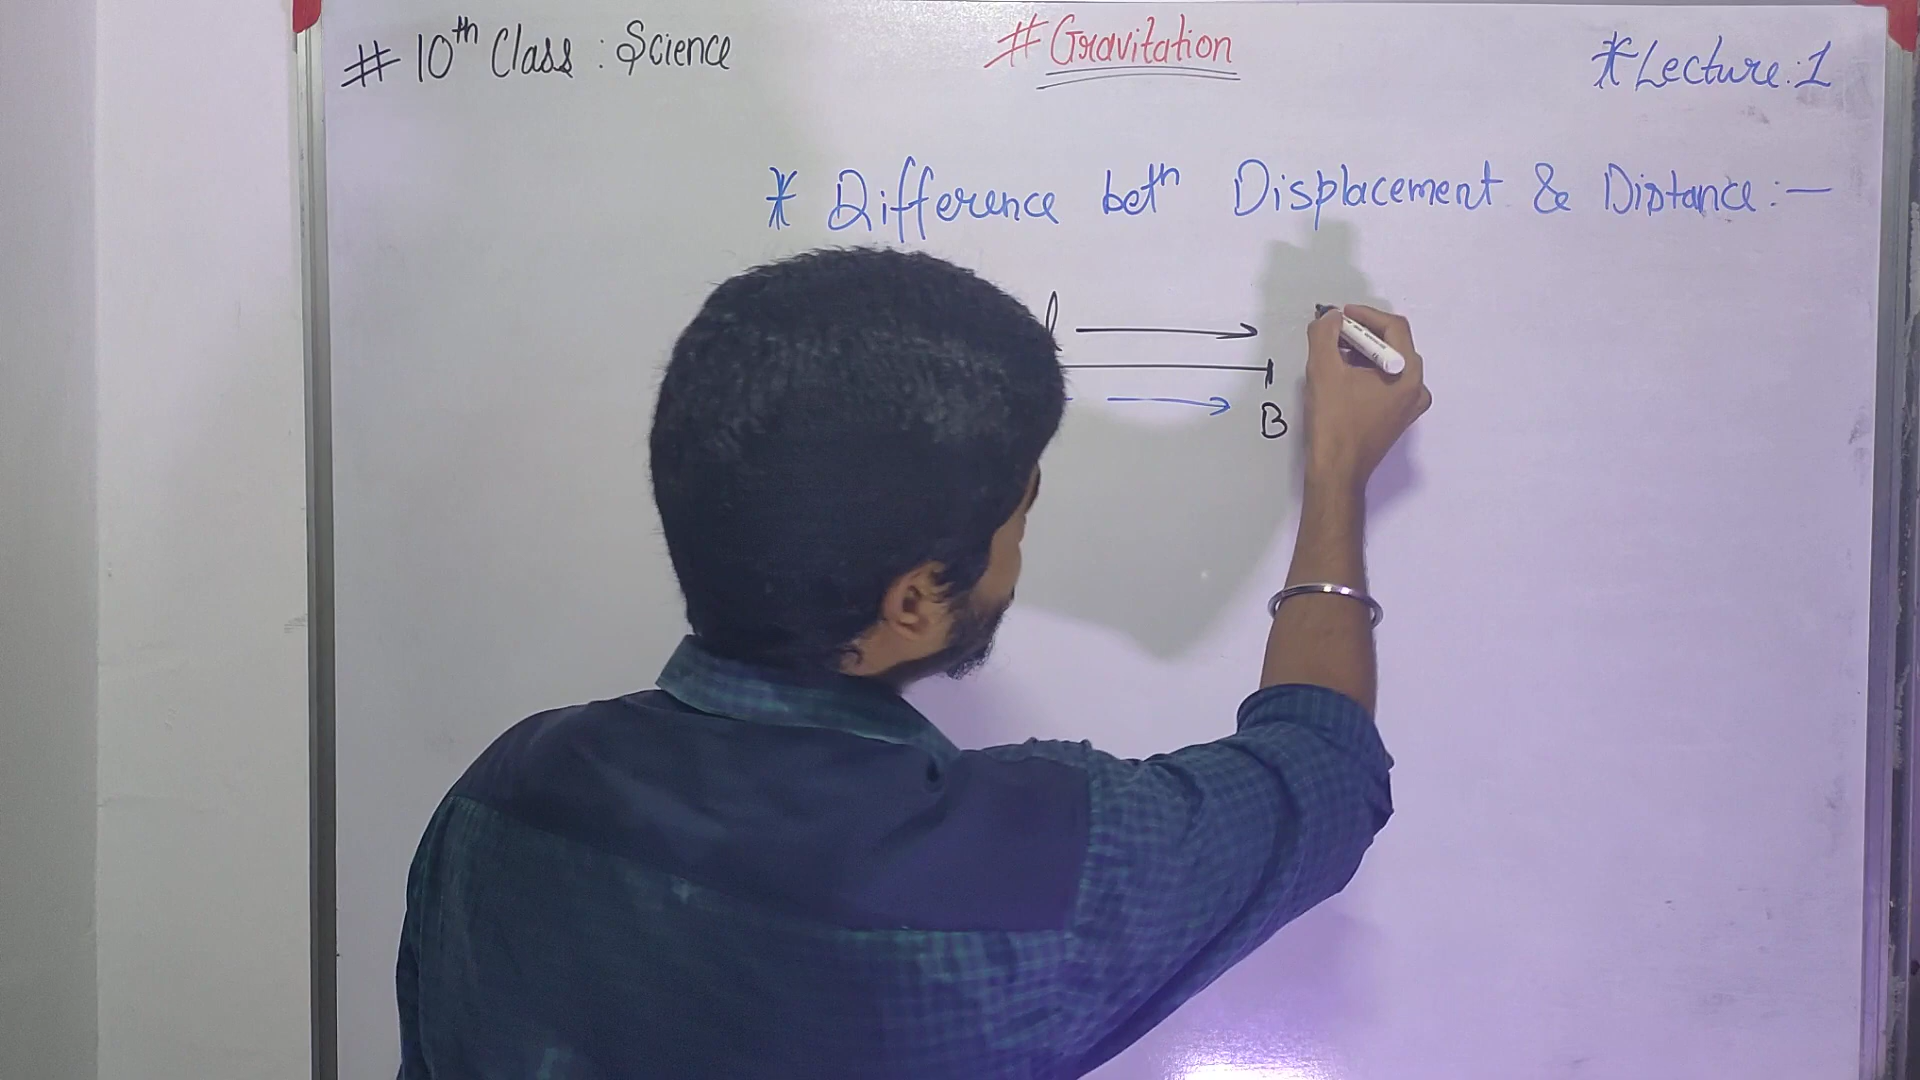 # 10th Class : Science
# Gravitation
* Lecture : 1
* Difference betn Displacement & Distance :—
B